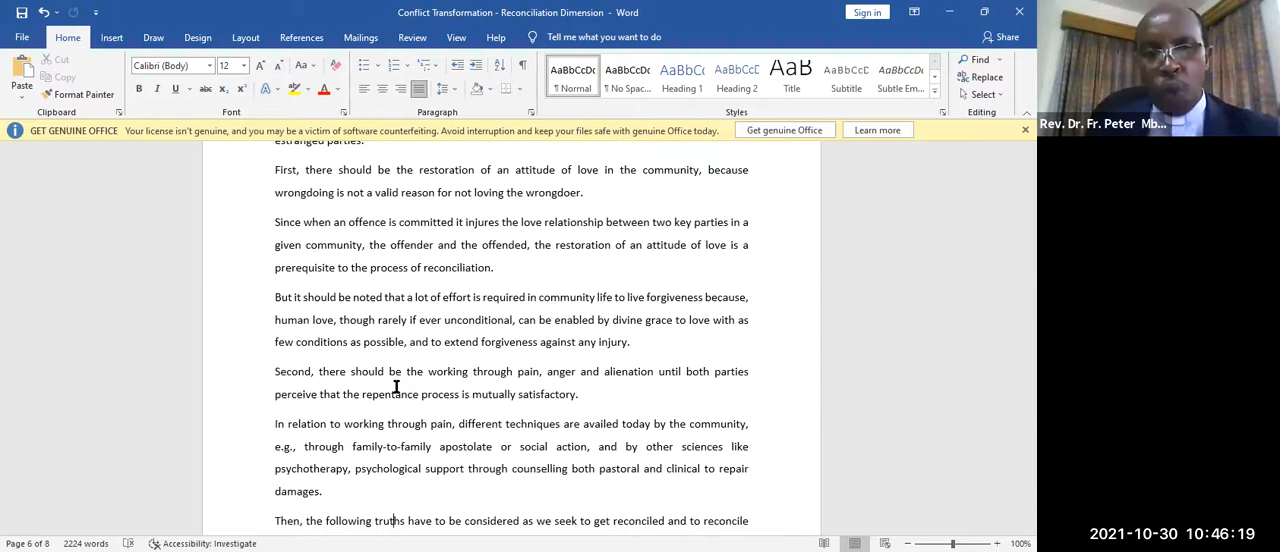 Conflict Transformation - Reconciliation Dimension - Word
Sign in
File Home Insert Draw Design Layout References Mailings Review View Help Tell me what you want to do Share
Paste
Cut
Copy
Format Painter
Calibri (Body) 12
Find
Replace
Select
AaBbCcDc AaBbCcDc AaBbCc AaBbCcD AaB AaBbCcD AaBbCcDc
¶ Normal ¶ No Spac... Heading 1 Heading 2 Title Subtitle Subtle Em...
Clipboard Font Paragraph Styles Editing
GET GENUINE OFFICE Your license isn't genuine, and you may be a victim of software counterfeiting. Avoid interruption and keep your files safe with genuine Office today. Get genuine Office Learn more
Rev. Dr. Fr. Peter Mb...
estranged parties.
First, there should be the restoration of an attitude of love in the community, because
wrongdoing is not a valid reason for not loving the wrongdoer.
Since when an offence is committed it injures the love relationship between two key parties in a
given community, the offender and the offended, the restoration of an attitude of love is a
prerequisite to the process of reconciliation.
But it should be noted that a lot of effort is required in community life to live forgiveness because,
human love, though rarely if ever unconditional, can be enabled by divine grace to love with as
few conditions as possible, and to extend forgiveness against any injury.
Second, there should be the working through pain, anger and alienation until both parties
perceive that the repentance process is mutually satisfactory.
In relation to working through pain, different techniques are availed today by the community,
e.g., through family-to-family apostolate or social action, and by other sciences like
psychotherapy, psychological support through counselling both pastoral and clinical to repair
damages.
Then, the following truths have to be considered as we seek to get reconciled and to reconcile
Page 6 of 8 2224 words Accessibility: Investigate 100%
2021-10-30 10:46:19